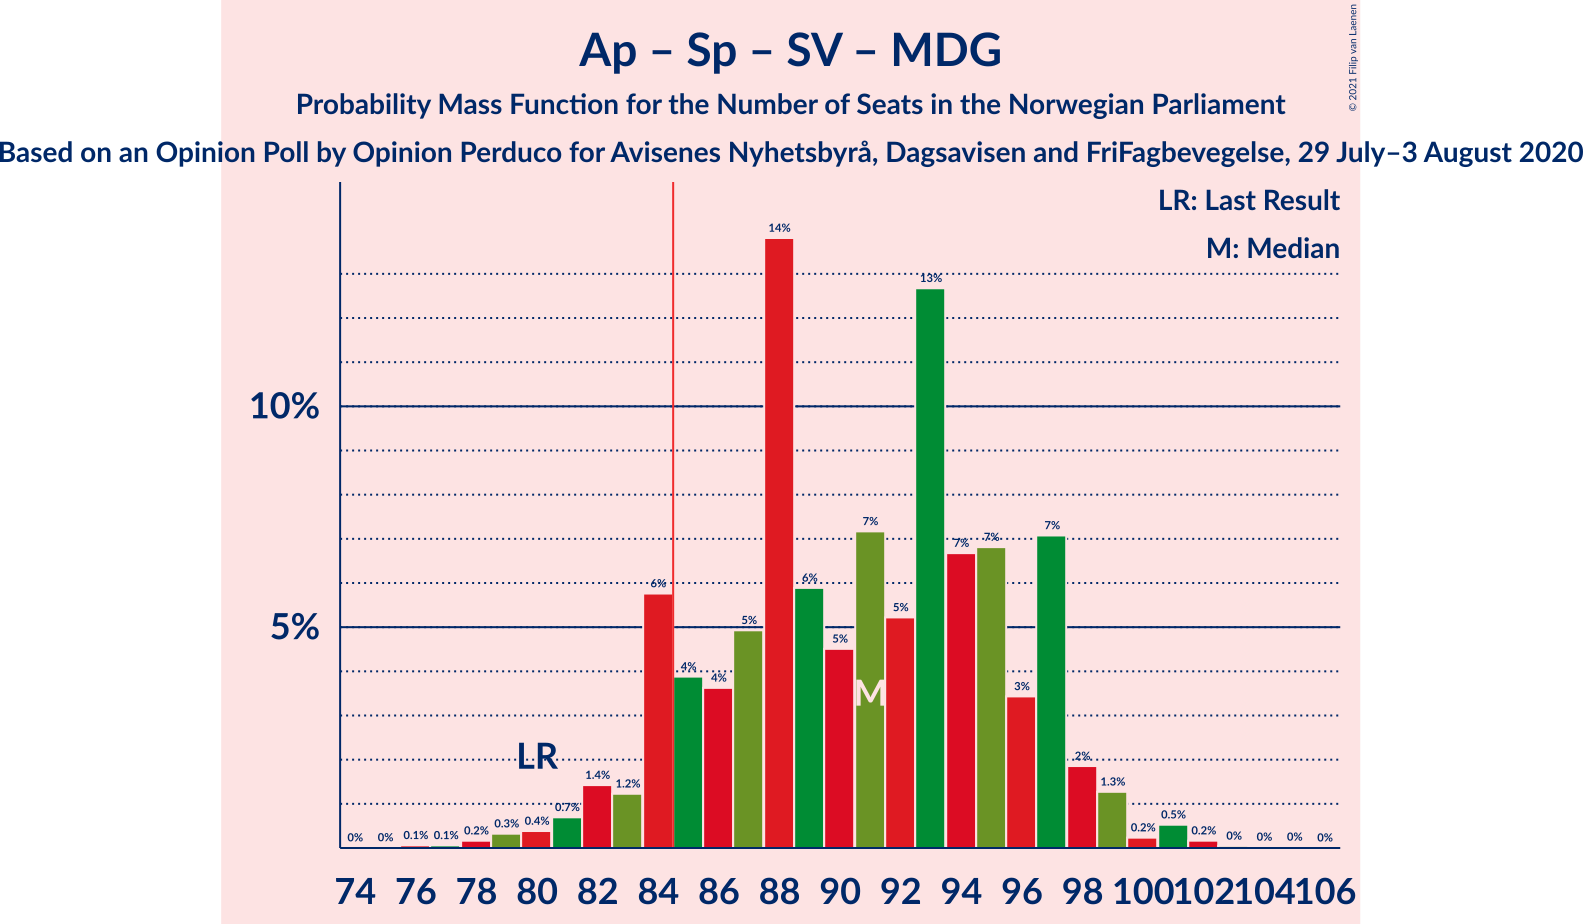 Ap – Sp – SV – MDG
Probability Mass Function for the Number of Seats in the Norwegian Parliament
Based on an Opinion Poll by Opinion Perduco for Avisenes Nyhetsbyrå, Dagsavisen and FriFagbevegelse, 29 July–3 August 2020
© 2021 Filip van Laenen
LR: Last Result
M: Median
10%
5%
0% 0% 0.1% 0.1% 0.2% 0.3% 0.4% 0.7% 1.4% 1.2% 6% 4% 4% 5% 14% 6% 5% 7% 5% 13% 7% 7% 3% 7% 2% 1.3% 0.2% 0.5% 0.2% 0% 0% 0% 0%
LR
M
74 76 78 80 82 84 86 88 90 92 94 96 98 100 102 104 106